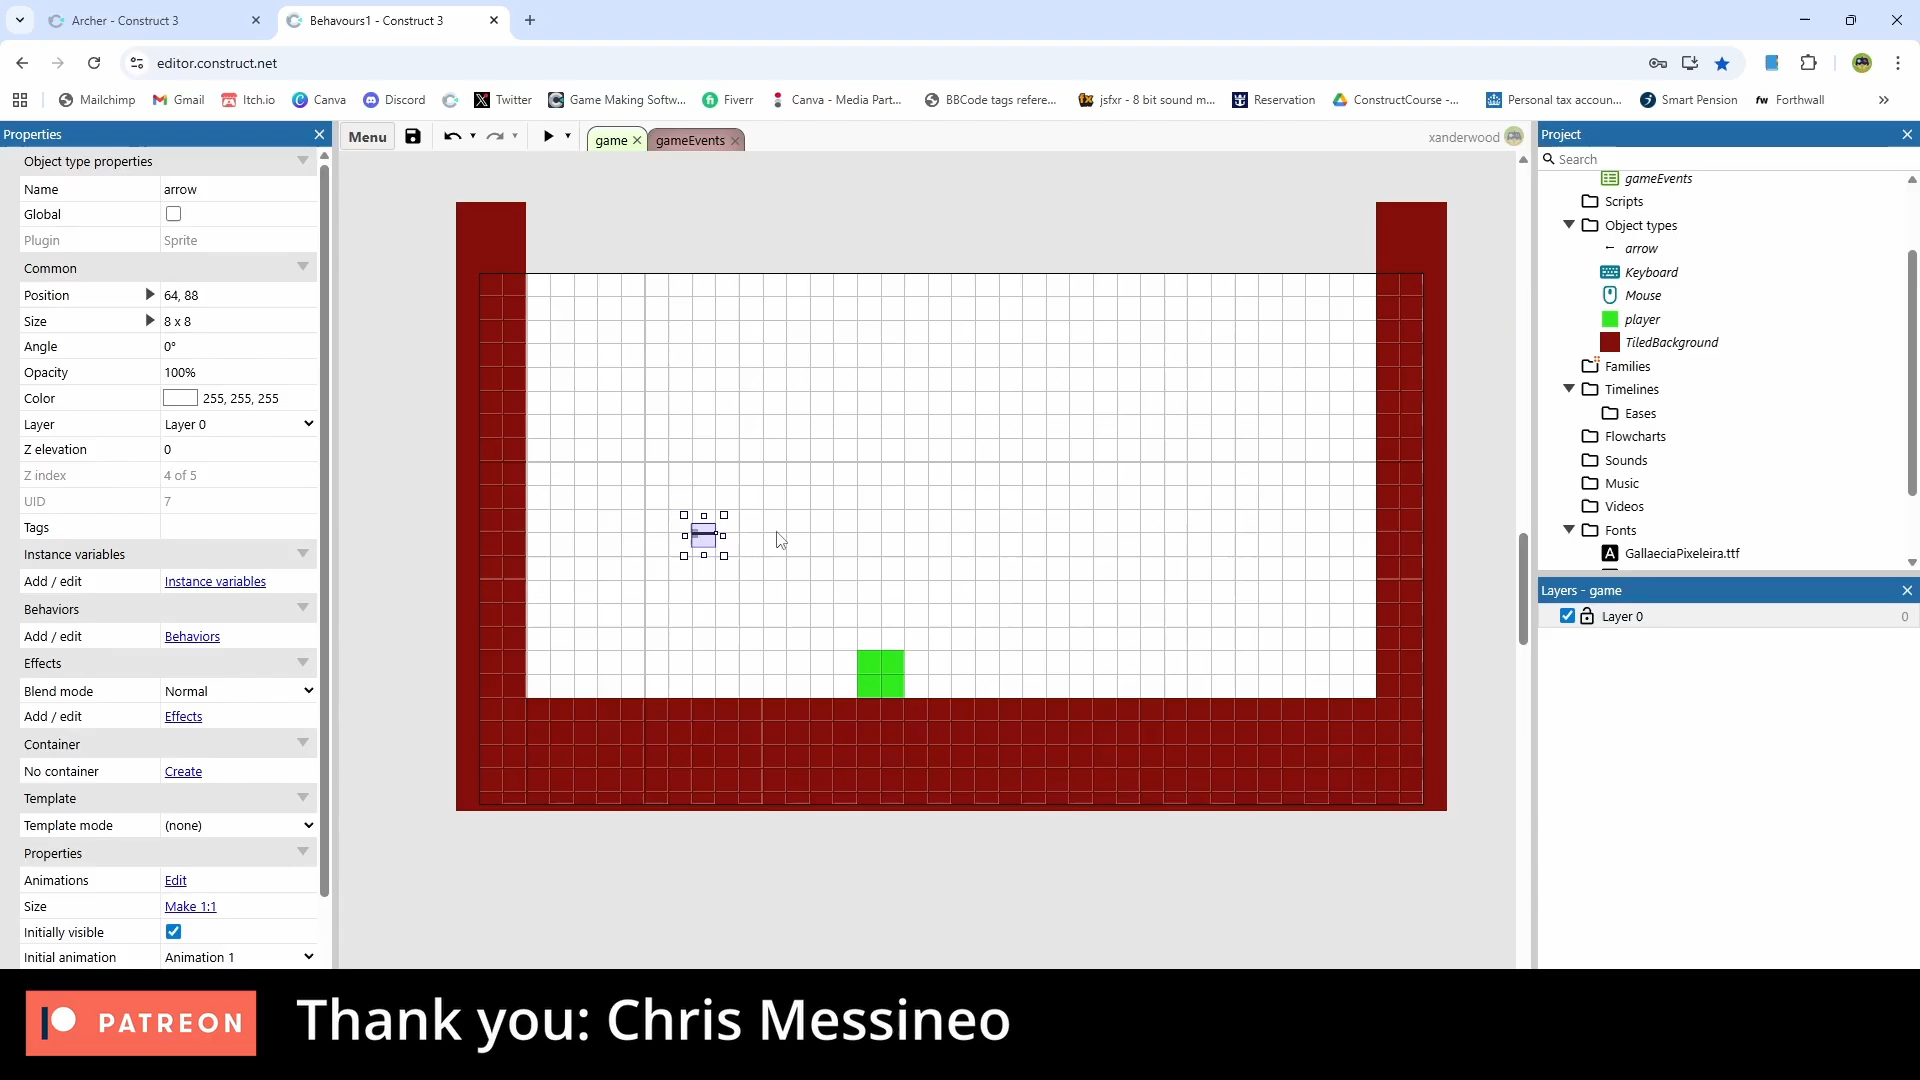 Archer - Construct 3
Behavours1 - Construct 3
editor.construct.net
Mailchimp
Gmail
Itch.io
Canva
Discord
Twitter
Game Making Softw...
Fiverr
Canva - Media Part...
BBCode tags refere...
jsfxr - 8 bit sound m...
Reservation
ConstructCourse -...
Personal tax accoun...
Smart Pension
fw Forthwall
Properties
Menu
game
gameEvents
xanderwood
Project
Object type properties
Name arrow
Global
Plugin Sprite
Common
Position 64, 88
Size 8 x 8
Angle 0°
Opacity 100%
Color 255, 255, 255
Layer Layer 0
Z elevation 0
Z index 4 of 5
UID 7
Tags
Instance variables
Add / edit Instance variables
Behaviors
Add / edit Behaviors
Effects
Blend mode Normal
Add / edit Effects
Container
No container Create
Template
Template mode (none)
Properties
Animations Edit
Size Make 1:1
Initially visible
Initial animation Animation 1
Search
gameEvents
Scripts
Object types
arrow
Keyboard
Mouse
player
TiledBackground
Families
Timelines
Eases
Flowcharts
Sounds
Music
Videos
Fonts
GallaeciaPixeleira.ttf
Layers - game
Layer 0 0
PATREON
Thank you: Chris Messineo